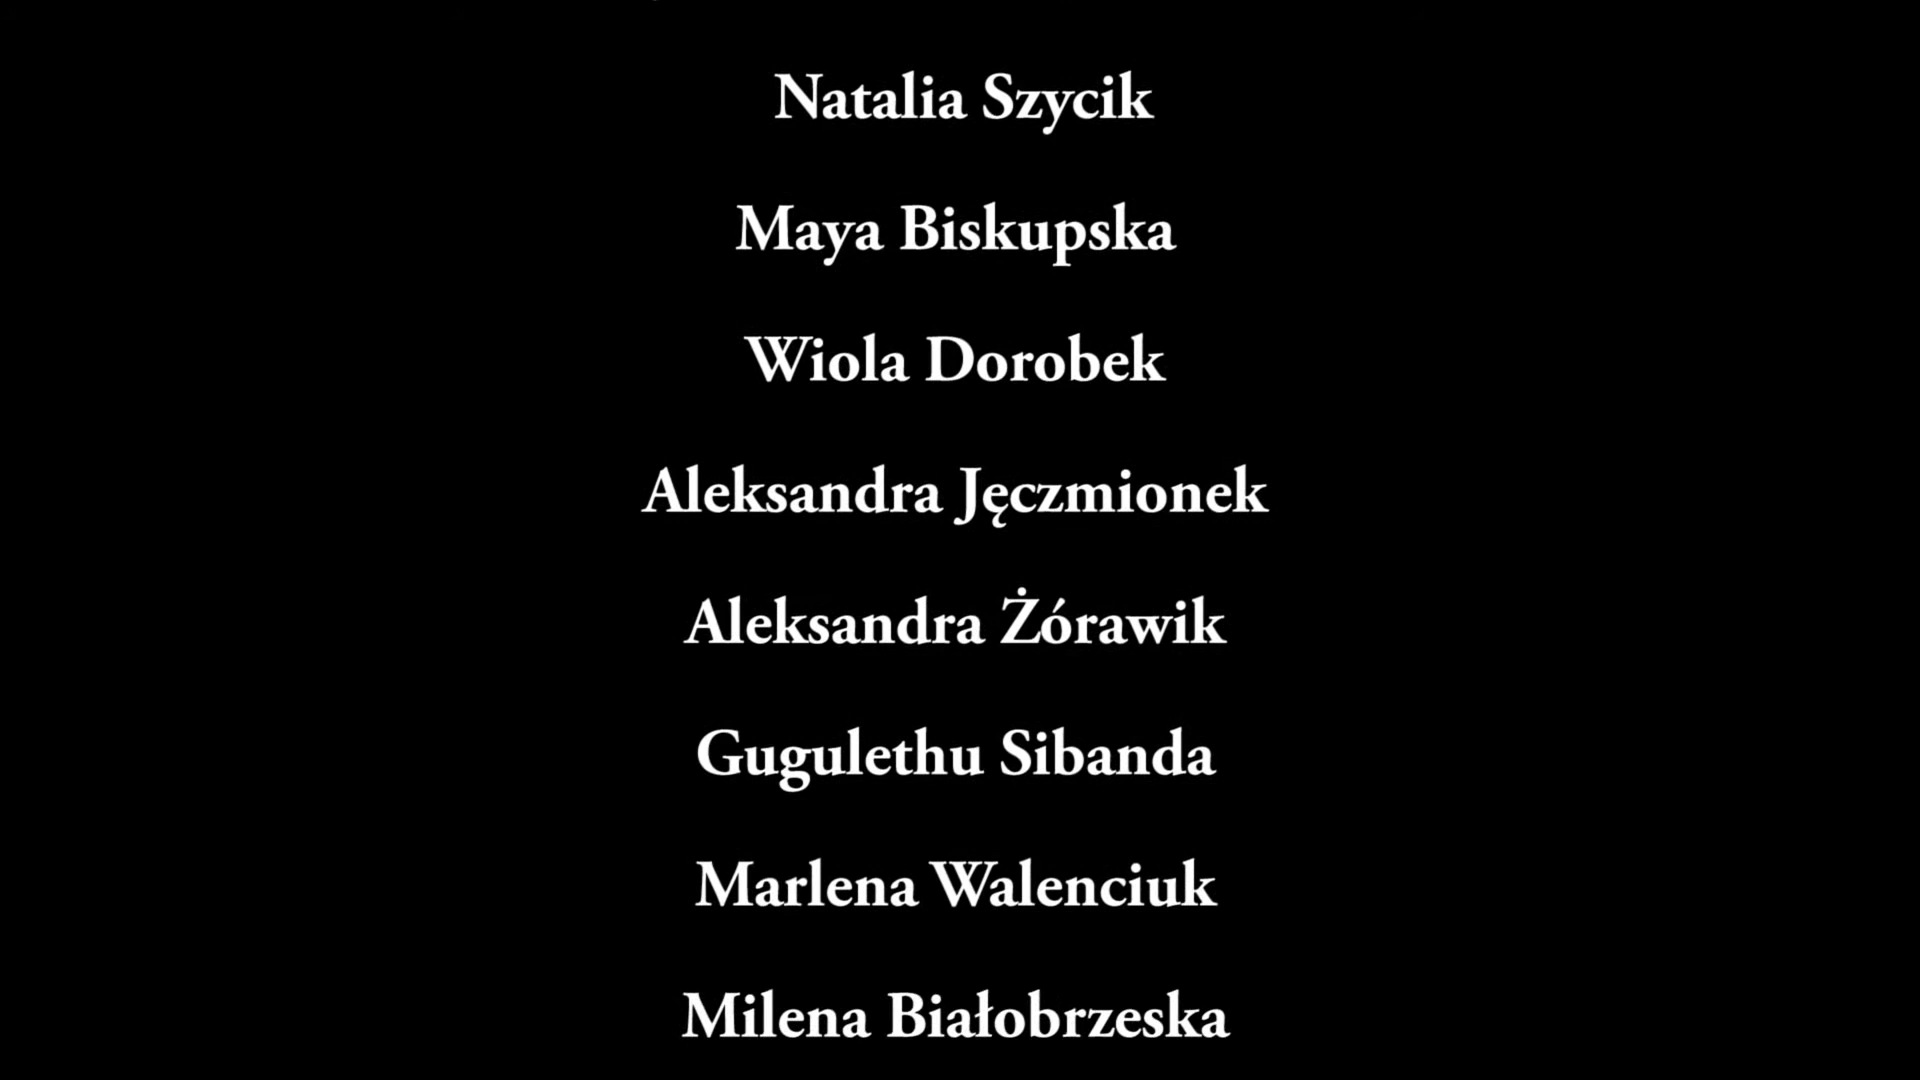 Natalia Szycik
Maya Biskupska
Wiola Dorobek
Aleksandra Jęczmionek
Aleksandra Żórawik
Gugulethu Sibanda
Marlena Walenciuk
Milena Białobrzeska